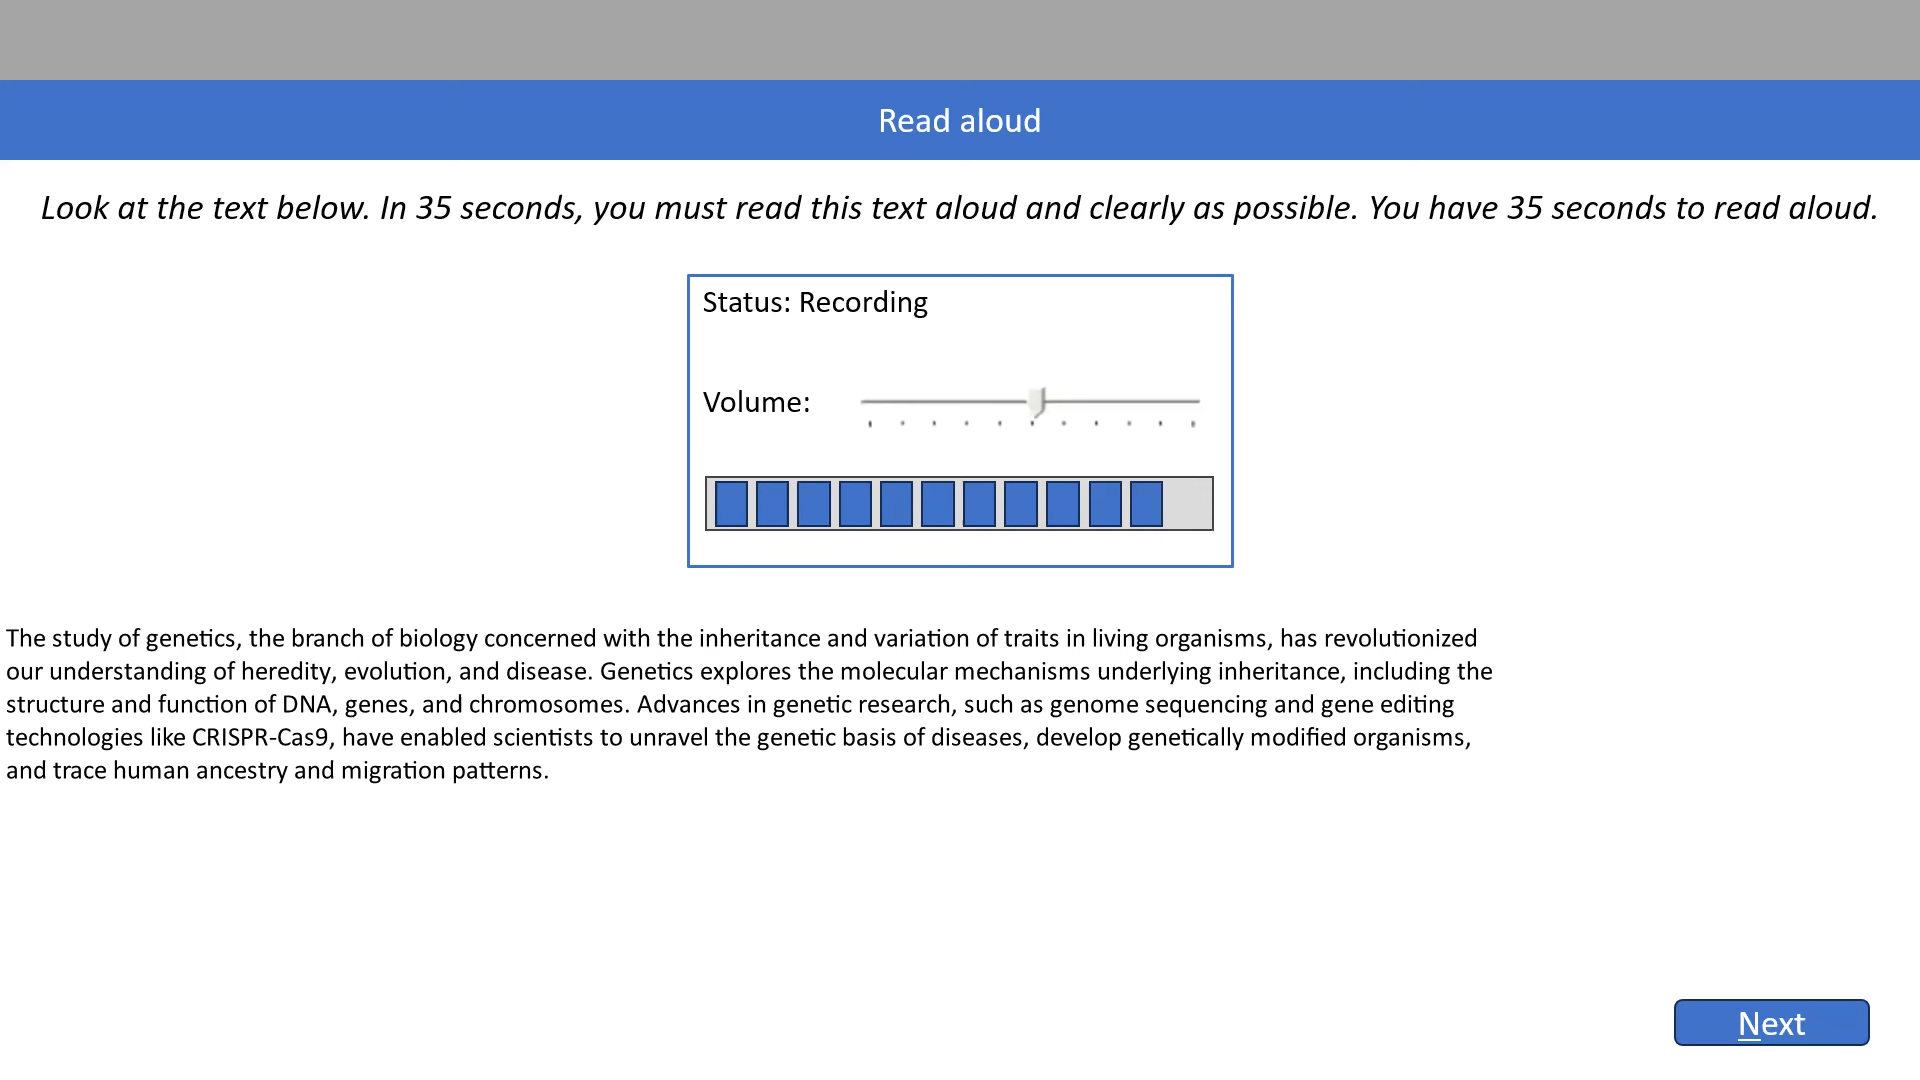 Read aloud
Look at the text below. In 35 seconds, you must read this text aloud and clearly as possible. You have 35 seconds to read aloud.
Status: Recording
Volume:
The study of genetics, the branch of biology concerned with the inheritance and variation of traits in living organisms, has revolutionized
our understanding of heredity, evolution, and disease. Genetics explores the molecular mechanisms underlying inheritance, including the
structure and function of DNA, genes, and chromosomes. Advances in genetic research, such as genome sequencing and gene editing
technologies like CRISPR-Cas9, have enabled scientists to unravel the genetic basis of diseases, develop genetically modified organisms,
and trace human ancestry and migration patterns.
Next